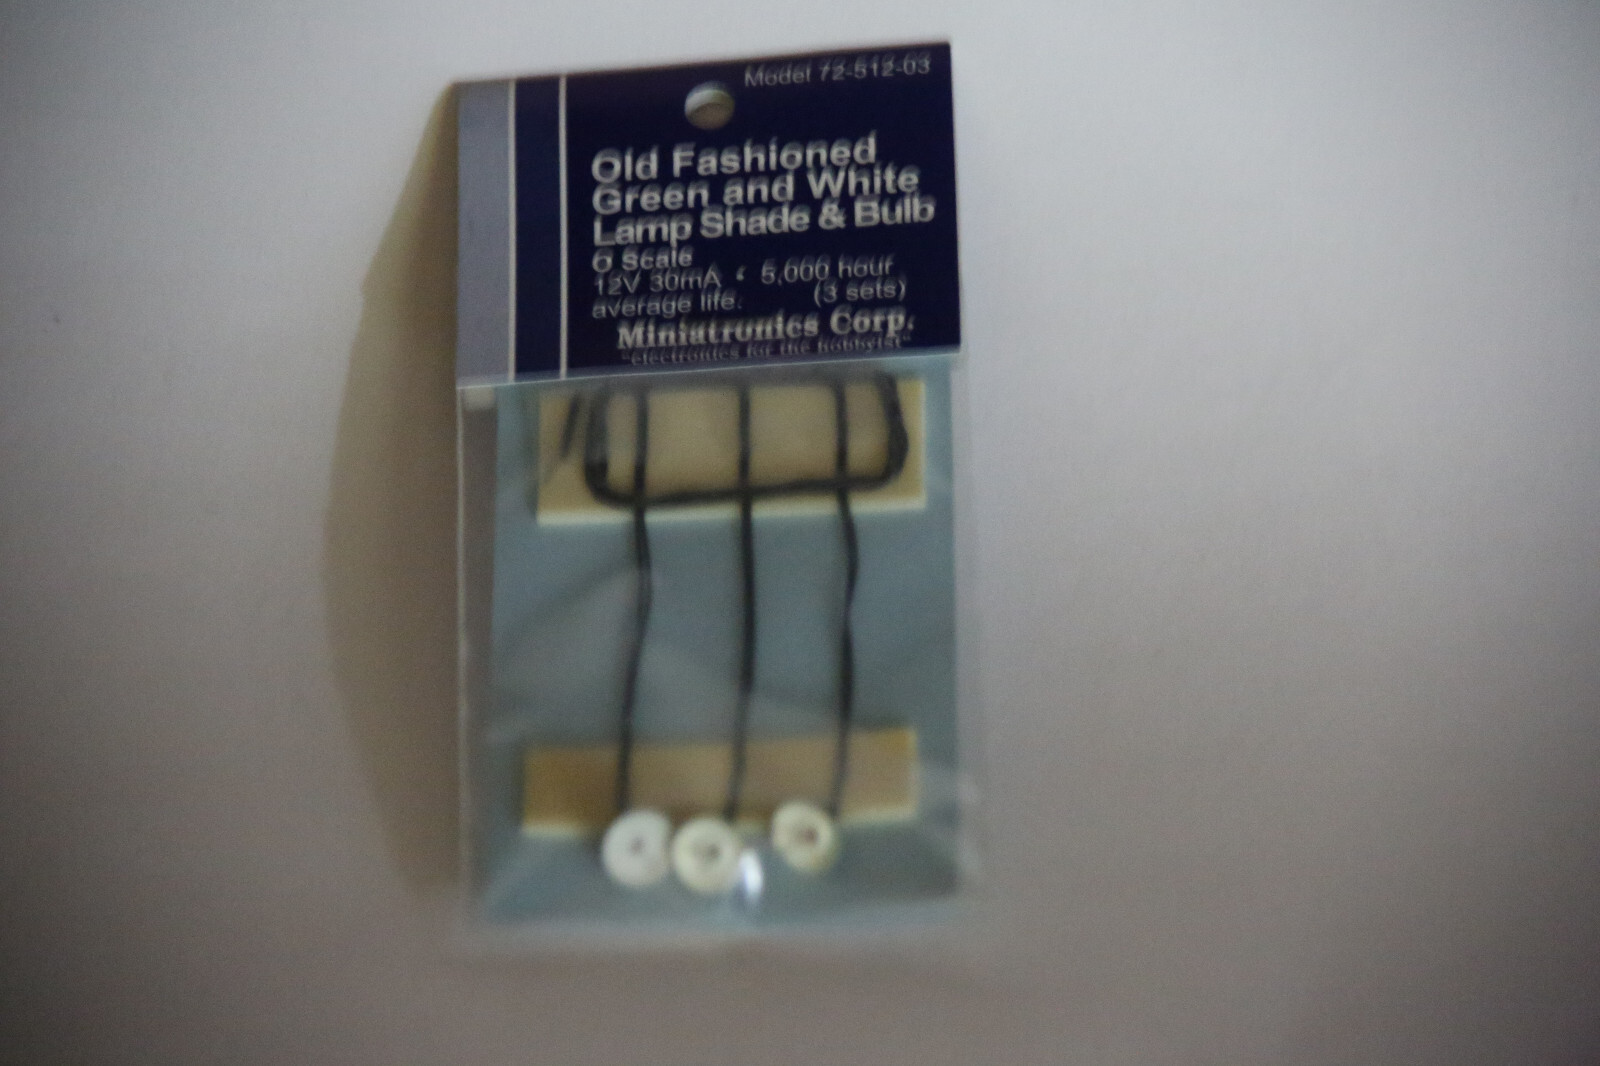 Model 72-512-03
Old Fashioned
Green and White
Lamp Shade & Bulb
O Scale
12V 30mA • 5,000 hour
average life. (3 sets)
Miniatronics Corp.
"electronics for the hobbyist"